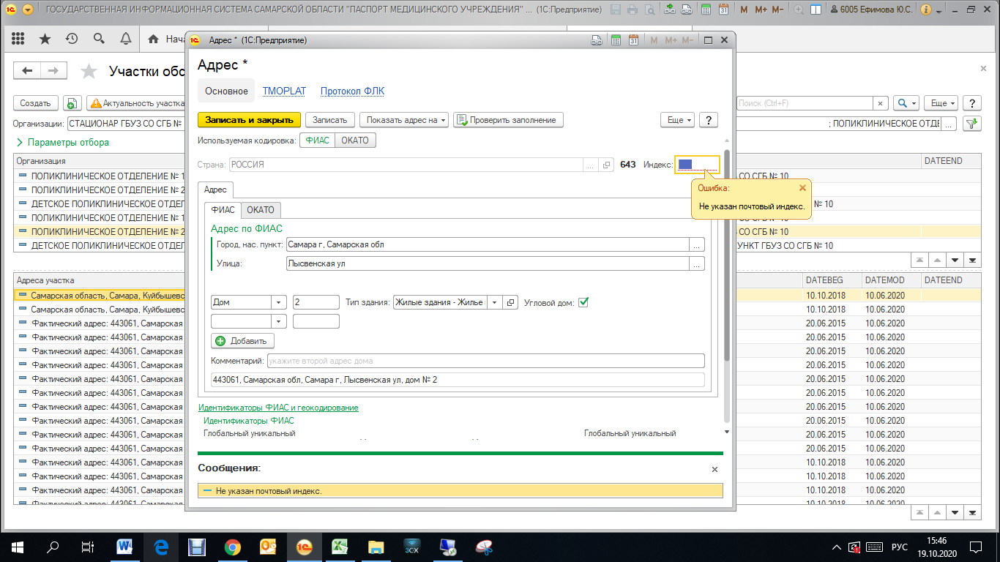 ГОСУДАРСТВЕННАЯ ИНФОРМАЦИОННАЯ СИСТЕМА САМАРСКОЙ ОБЛАСТИ "ПАСПОРТ МЕДИЦИНСКОГО УЧРЕЖДЕНИЯ" ... (1С:Предприятие) M M+ M- 6005 Ефимова Ю.С.
Нача
Адрес * (1С:Предприятие) M M+ M-
Участки обс
Адрес *
Основное TMOPLAT Протокол ФЛК
Создать Актуальность участка Поиск (Ctrl+F) × Еще ?
Записать и закрыть Записать Показать адрес на Проверить заполнение Еще ?
Организации: СТАЦИОНАР ГБУЗ СО СГБ № ; ПОЛИКЛИНИЧЕСКОЕ ОТДЕ ...
Параметры отбора
Используемая кодировка: ФИАС ОКАТО
Организация DATEEND
Страна: РОССИЯ ... 643 Индекс:
ПОЛИКЛИНИЧЕСКОЕ ОТДЕЛЕНИЕ № 1 СО СГБ № 10
ПОЛИКЛИНИЧЕСКОЕ ОТДЕЛЕНИЕ № 2
Адрес
Ошибка:
Не указан почтовый индекс.
ДЕТСКОЕ ПОЛИКЛИНИЧЕСКОЕ ОТДЕЛ № 10
ФИАС ОКАТО
ПОЛИКЛИНИЧЕСКОЕ ОТДЕЛЕНИЕ № 1 СО СГБ № 10
Адрес по ФИАС
ПОЛИКЛИНИЧЕСКОЕ ОТДЕЛЕНИЕ № 2 СО СГБ № 10
ДЕТСКОЕ ПОЛИКЛИНИЧЕСКОЕ ОТДЕЛ УНКТ ГБУЗ СО СГБ № 10
Город, нас. пункт: Самара г, Самарская обл ...
Улица: Лысвенская ул ...
Адреса участка DATEBEG DATEMOD DATEEND
Самарская область, Самара, Куйбышевс 10.10.2018 10.06.2020
Дом 2 Тип здания: Жилые здания - Жилые Угловой дом:
Самарская область, Самара, Куйбышевс 10.10.2018 10.06.2020
Фактический адрес: 443061, Самарская 20.06.2015 10.06.2020
Фактический адрес: 443061, Самарская 20.06.2015 10.06.2020
Добавить
Фактический адрес: 443061, Самарская 20.06.2015 10.06.2020
Комментарий: укажите второй адрес дома
Фактический адрес: 443061, Самарская 20.06.2015 10.06.2020
Фактический адрес: 443061, Самарская 20.06.2015 10.06.2020
443061, Самарская обл, Самара г, Лысвенская ул, дом № 2
Фактический адрес: 443061, Самарская 20.06.2015 10.06.2020
Фактический адрес: 443061, Самарская 20.06.2015 10.06.2020
Идентификаторы ФИАС и геокодирование
Идентификаторы ФИАС
Фактический адрес: 443061, Самарская 20.06.2015 10.06.2020
Глобальный уникальный Глобальный уникальный
Фактический адрес: 443061, Самарская 20.06.2015 10.06.2020
Фактический адрес: 443061, Самарская 20.06.2015 10.06.2020
Фактический адрес: 443061, Самарская 10.10.2018 10.06.2020
Сообщения:
Фактический адрес: 443061, Самарская 10.10.2018 10.06.2020
Не указан почтовый индекс.
Фактический адрес: 443061, Самарская 10.10.2018 10.06.2020
Фактический адрес: 443061, Самарская 10.10.2018 10.06.2020
3CX РУС 15:46
19.10.2020